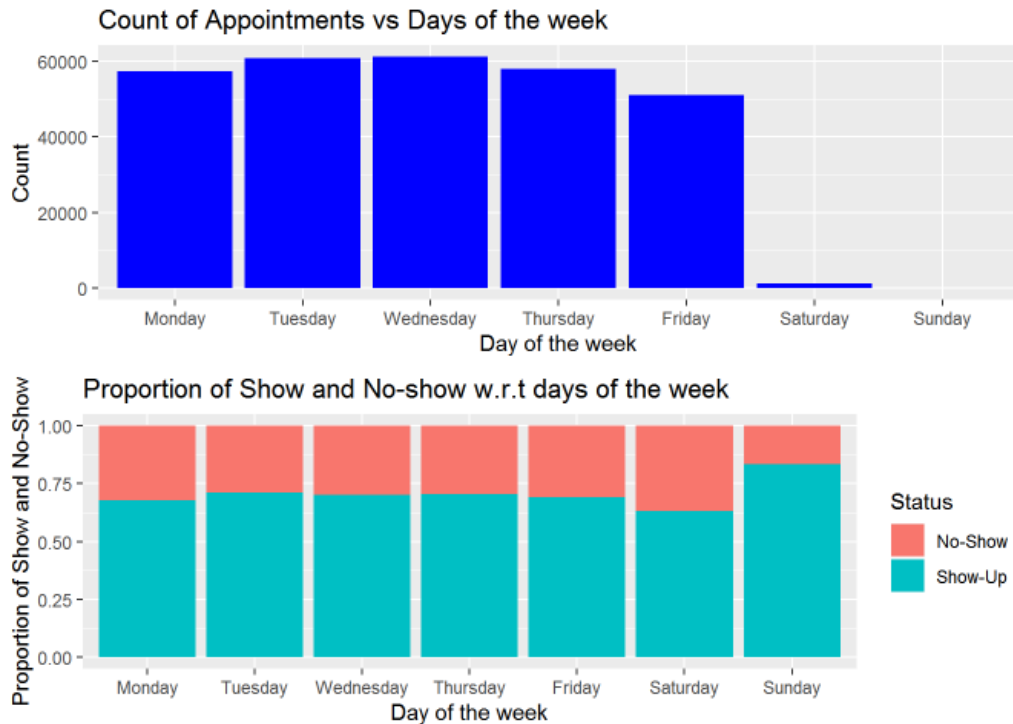 Count of Appointments vs Days of the week
Count
60000
40000
20000
0
Monday Tuesday Wednesday Thursday Friday Saturday Sunday
Day of the week
Proportion of Show and No-show w.r.t days of the week
Proportion of Show and No-Show
1.00
0.75
0.50
0.25
0.00
Monday Tuesday Wednesday Thursday Friday Saturday Sunday
Day of the week
Status
No-Show
Show-Up